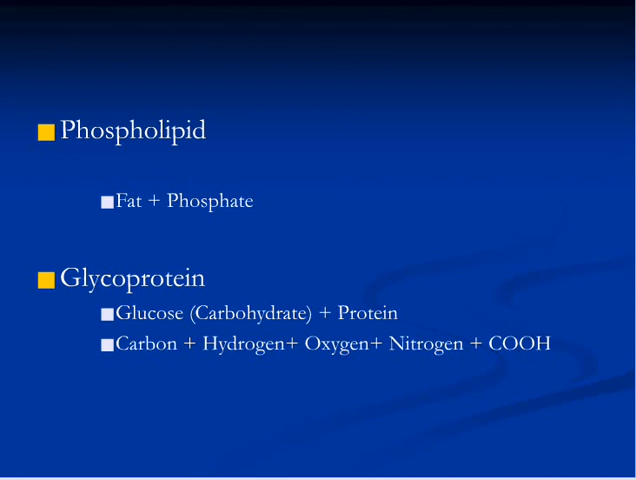 Phospholipid
Fat + Phosphate
Glycoprotein
Glucose (Carbohydrate) + Protein
Carbon + Hydrogen+ Oxygen+ Nitrogen + COOH